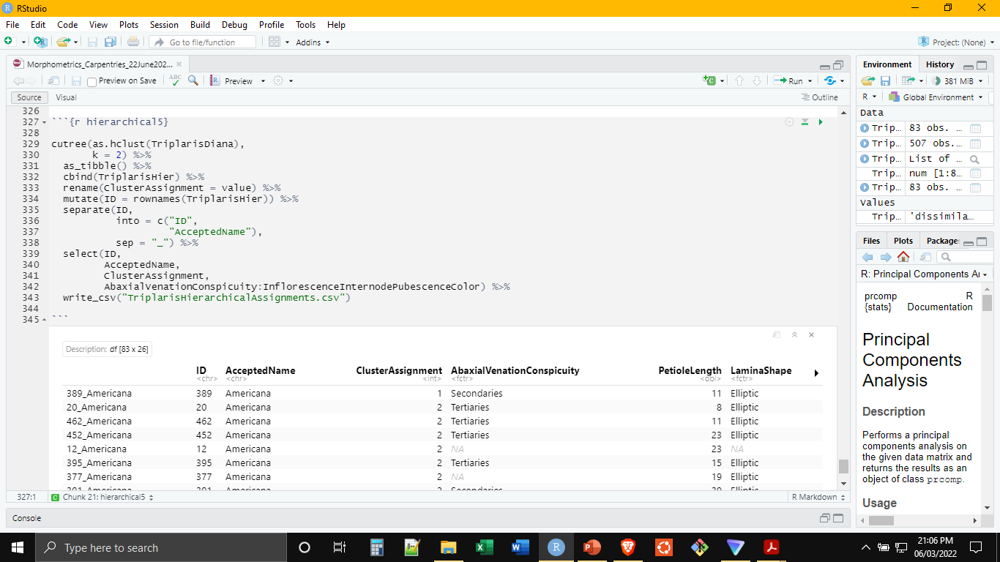 RStudio
File Edit Code View Plots Session Build Debug Profile Tools Help
Go to file/function Addins Project: (None)
Morphometrics_Carpentries_22June202...
Preview on Save ABC Preview Run
Source Visual Outline
326
327 ```{r hierarchical5}
328
329 cutree(as.hclust(TriplarisDiana),
330 k = 2) %>%
331 as_tibble() %>%
332 cbind(TriplarisHier) %>%
333 rename(ClusterAssignment = value) %>%
334 mutate(ID = rownames(TriplarisHier)) %>%
335 separate(ID,
336 into = c("ID",
337 "AcceptedName"),
338 sep = "_") %>%
339 select(ID,
340 AcceptedName,
341 ClusterAssignment,
342 AbaxialVenationConspicuity:InflorescenceInternodePubescenceColor) %>%
343 write_csv("TriplarisHierarchicalAssignments.csv")
344
345 ```
Description: df [83 x 26]
ID AcceptedName ClusterAssignment AbaxialVenationConspicuity PetioleLength LaminaShape
<chr> <chr> <int> <fctr> <dbl> <fctr>
389_Americana 389 Americana 1 Secondaries 11 Elliptic
20_Americana 20 Americana 2 Tertiaries 8 Elliptic
462_Americana 462 Americana 2 Tertiaries 11 Elliptic
452_Americana 452 Americana 2 Tertiaries 23 Elliptic
12_Americana 12 Americana 2 NA 23 NA
395_Americana 395 Americana 2 Tertiaries 15 Elliptic
377_Americana 377 Americana 2 NA 19 Elliptic
327:1 Chunk 21: hierarchical5 R Markdown
Console
Environment History
381 MiB
R Global Environment
Data
Trip... 83 obs. ...
Trip... 507 obs...
Trip... List of ...
Trip... num [1:8...
Trip... 83 obs. ...
Values
Trip... 'dissimila...
Files Plots Package
R: Principal Components Ar
prcomp R
{stats} Documentation
Principal
Components
Analysis
Description
Performs a principal
components analysis on
the given data matrix and
returns the results as an
object of class prcomp.
Usage
Type here to search
21:06 PM
06/03/2022